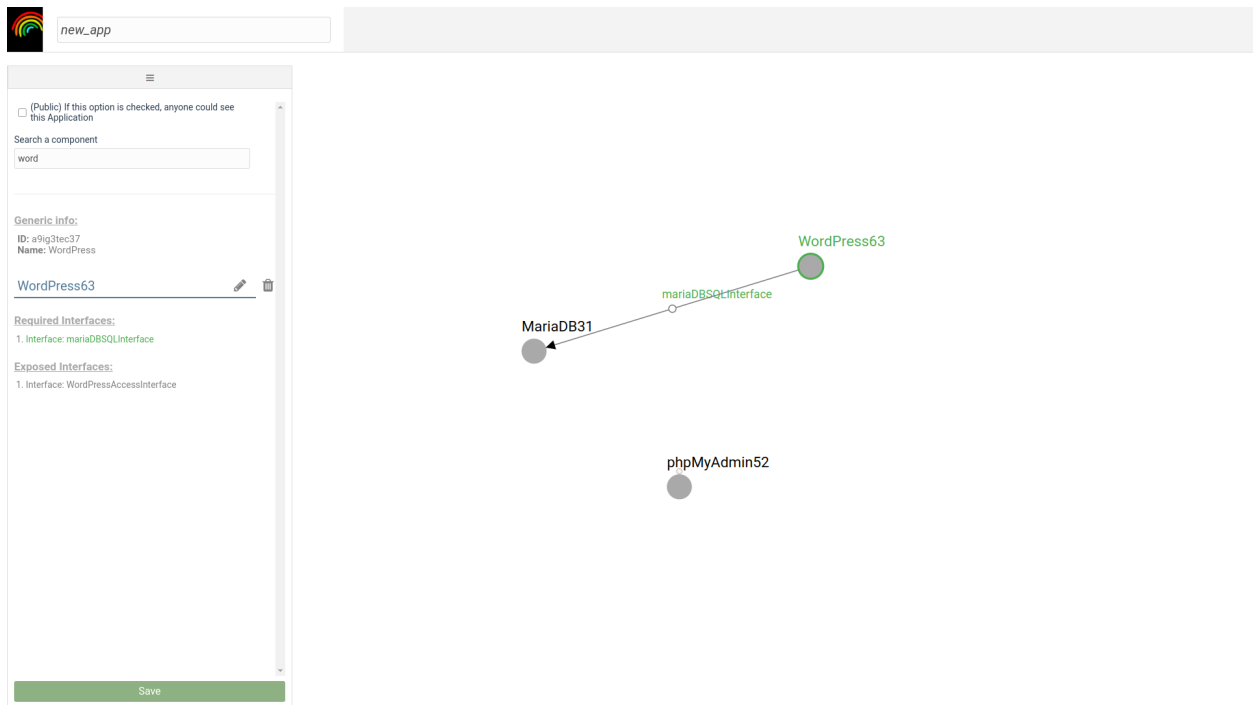 new_app
(Public) If this option is checked, anyone could see
this Application
Search a component
word
Generic info:
ID: a9ig3tec37
Name: WordPress
WordPress63
Required Interfaces:
1. Interface: mariaDBSQLInterface
Exposed Interfaces:
1. Interface: WordPressAccessInterface
Save
WordPress63
mariaDBSQLInterface
MariaDB31
phpMyAdmin52